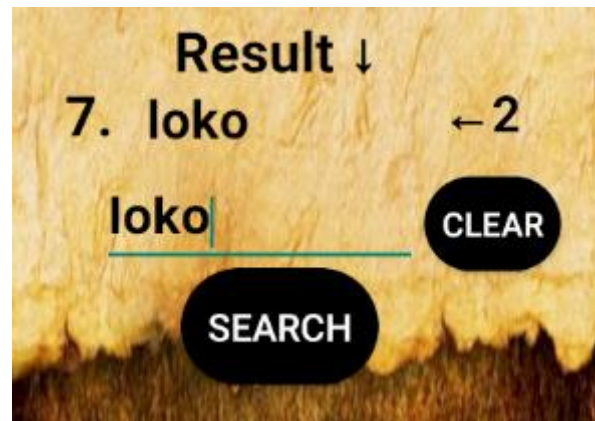 Result ↓
7. loko ←2
loko
CLEAR
SEARCH